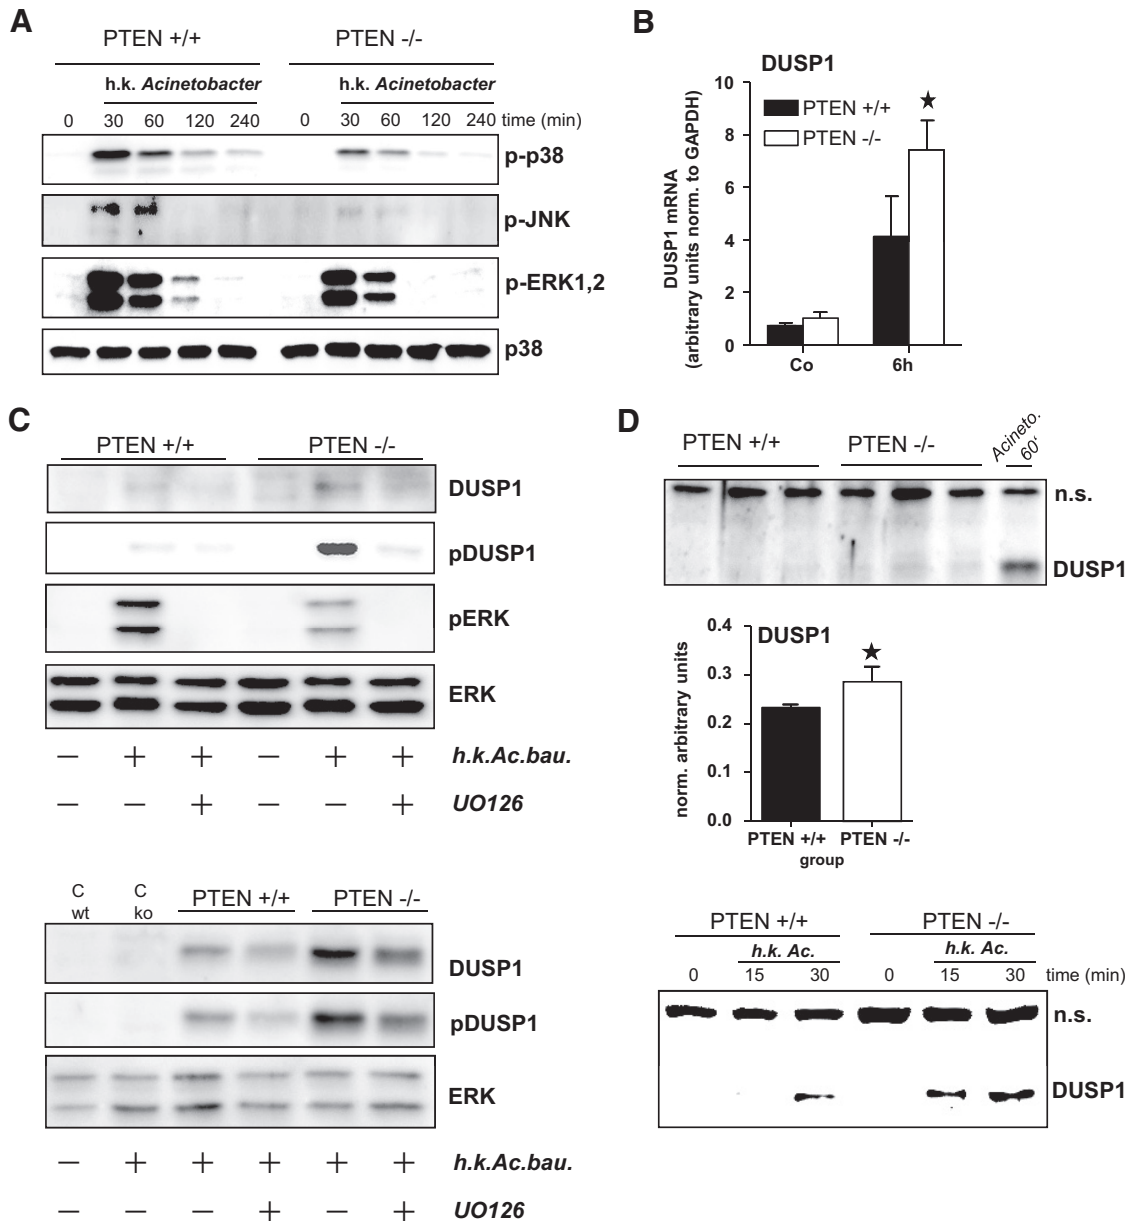 A
PTEN +/+ PTEN -/-
h.k. Acinetobacter h.k. Acinetobacter
0 30 60 120 240 0 30 60 120 240 time (min)
p-p38
p-JNK
p-ERK1,2
p38
B
DUSP1
PTEN +/+
PTEN -/-
DUSP1 mRNA
(arbitrary units norm. to GAPDH)
10
8
6
4
2
0
Co 6h
C
PTEN +/+ PTEN -/-
DUSP1
pDUSP1
pERK
ERK
– + + – + + h.k.Ac.bau.
– – + – – + UO126
C wt C ko PTEN +/+ PTEN -/-
DUSP1
pDUSP1
ERK
– + + + + + h.k.Ac.bau.
– – – + – + UO126
D
PTEN +/+ PTEN -/- Acineto. 60'
n.s.
DUSP1
DUSP1
norm. arbitrary units
0.4
0.3
0.2
0.1
0.0
PTEN +/+ PTEN -/-
group
PTEN +/+ PTEN -/-
h.k. Ac. h.k. Ac.
0 15 30 0 15 30 time (min)
n.s.
DUSP1